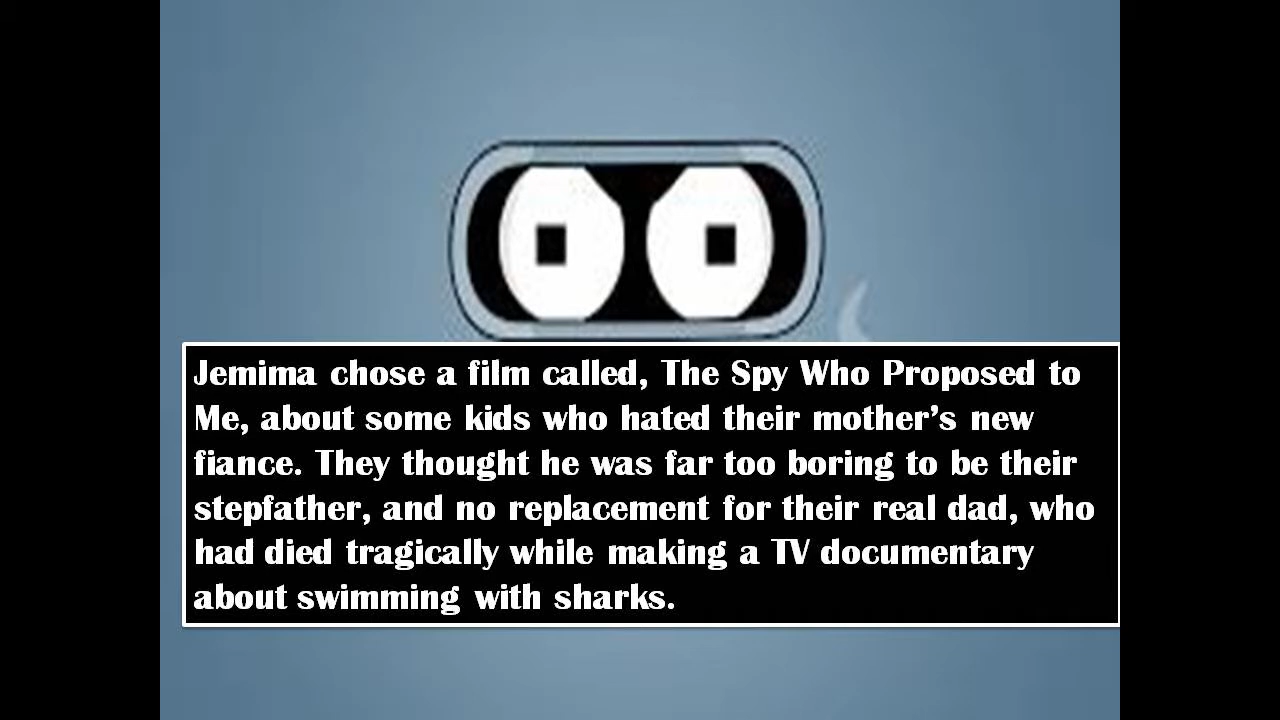 Jemima chose a film called, The Spy Who Proposed to
Me, about some kids who hated their mother’s new
fiance. They thought he was far too boring to be their
stepfather, and no replacement for their real dad, who
had died tragically while making a TV documentary
about swimming with sharks.